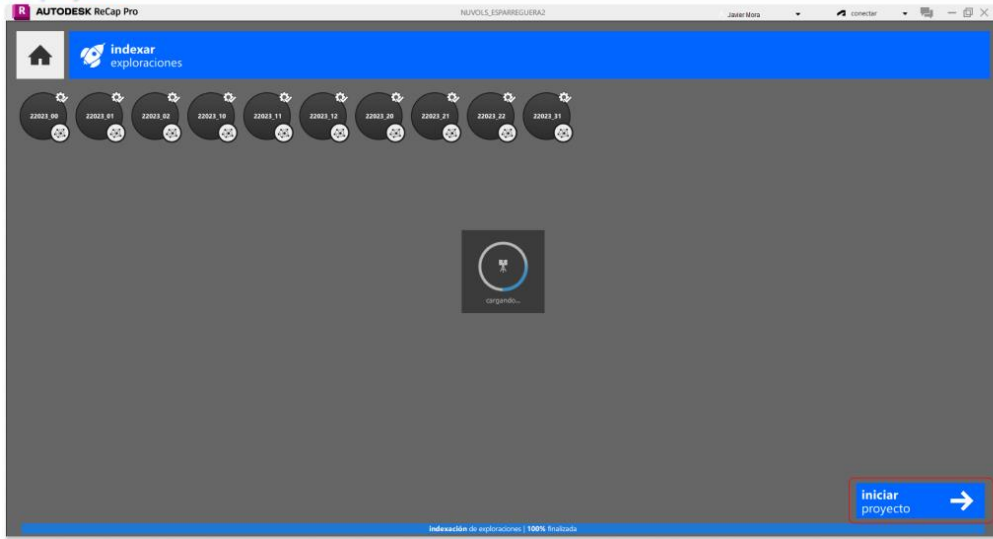 R AUTODESK ReCap Pro NUVOLS_ESPARREGUERA2 Javier Mora conectar
indexar
exploraciones
22023_00 22023_01 22023_02 22023_10 22023_11 22023_12 22023_20 22023_21 22023_22 22023_31
cargando...
iniciar
proyecto
indexación de exploraciones | 100% finalizada